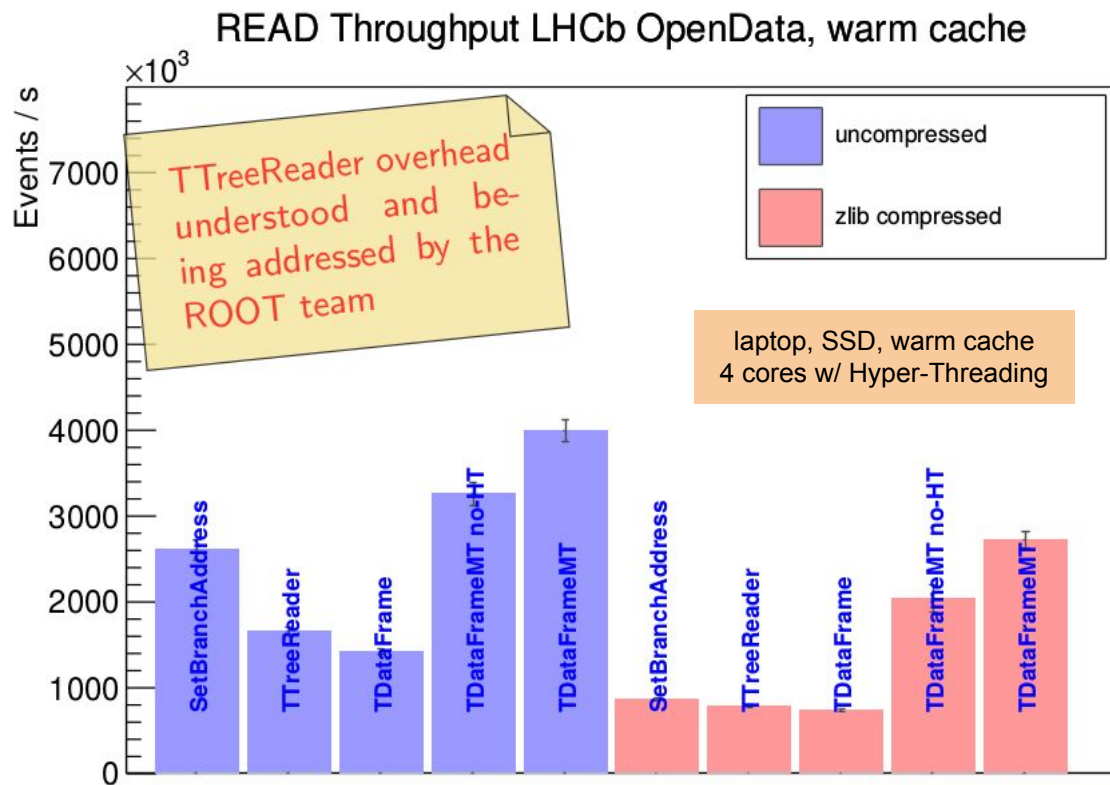 READ Throughput LHCb OpenData, warm cache
×10³
Events / s
7000
6000
5000
4000
3000
2000
1000
0
TTreeReader overhead
understood and be-
ing addressed by the
ROOT team
uncompressed
zlib compressed
laptop, SSD, warm cache
4 cores w/ Hyper-Threading
SetBranchAddress
TTreeReader
TDataFrame
TDataFrameMT no-HT
TDataFrameMT
SetBranchAddress
TTreeReader
TDataFrame
TDataFrameMT no-HT
TDataFrameMT